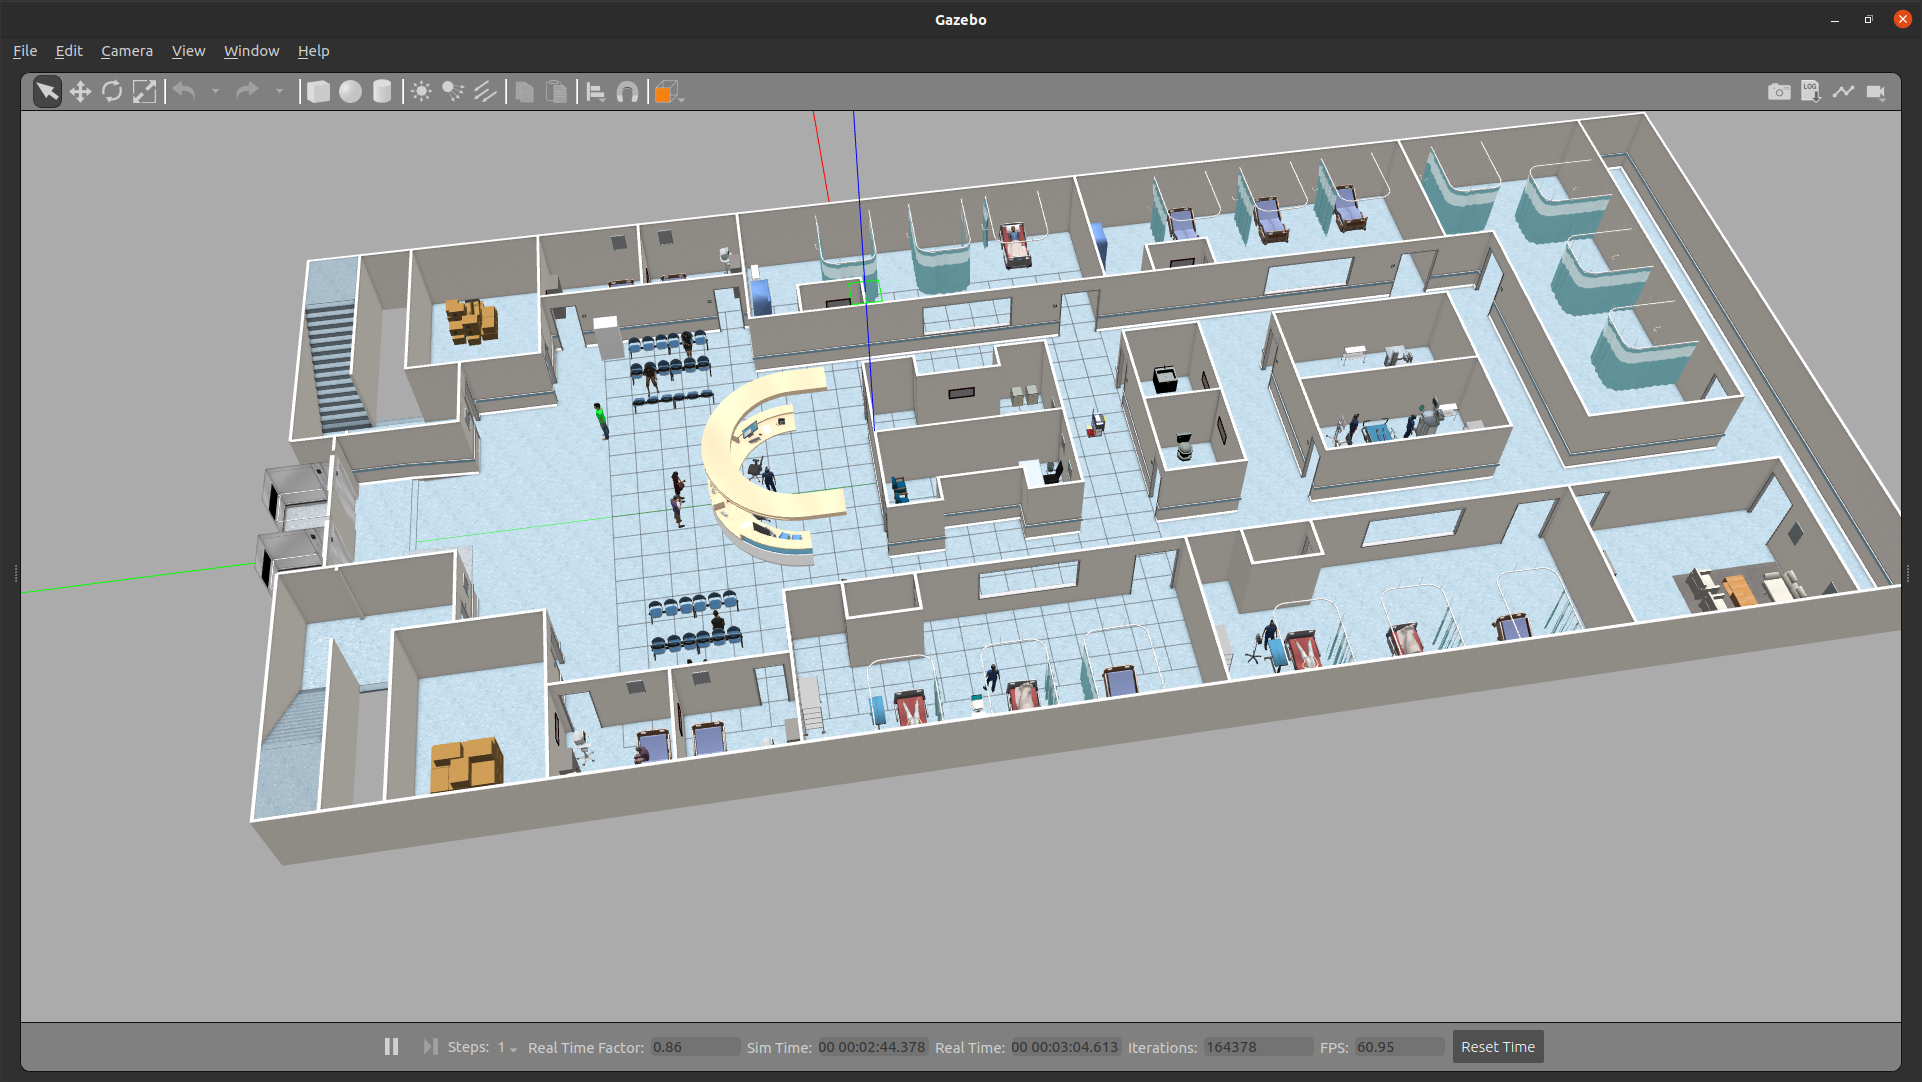 Gazebo
File Edit Camera View Window Help
LOG
Steps: 1 Real Time Factor: 0.86 Sim Time: 00 00:02:44.378 Real Time: 00 00:03:04.613 Iterations: 164378 FPS: 60.95 Reset Time